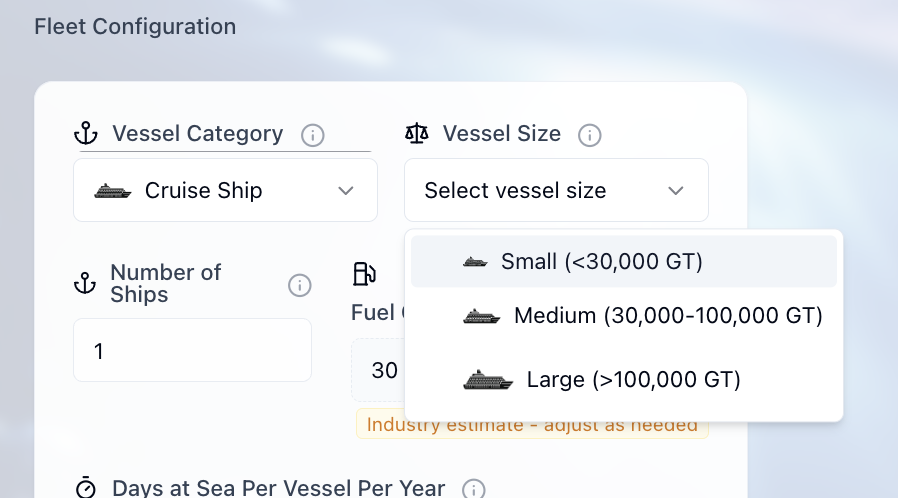 Fleet Configuration
Vessel Category
Vessel Size
Cruise Ship
Select vessel size
Small (<30,000 GT)
Medium (30,000-100,000 GT)
Large (>100,000 GT)
Number of
Ships
Fuel
1
30
Industry estimate - adjust as needed
Days at Sea Per Vessel Per Year